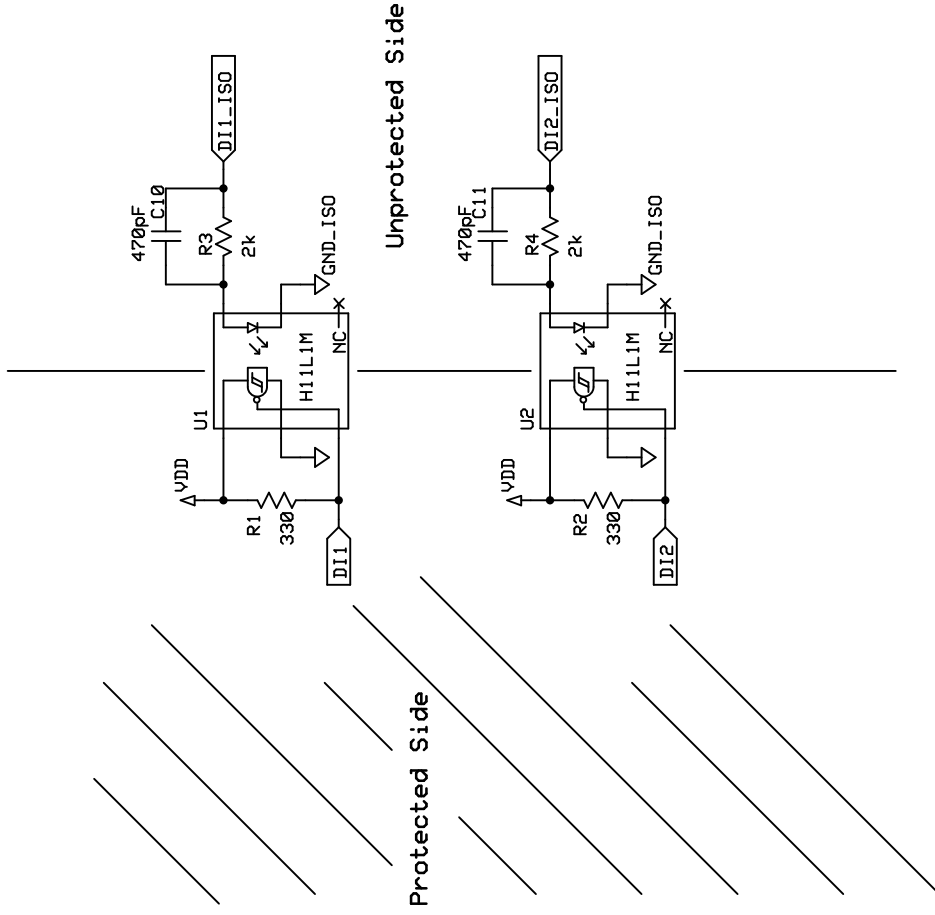 Unprotected Side
DI1_ISO
470pF
C10
R3
2k
GND_ISO
NC
H11L1M
U1
VDD
R1
330
DI1
DI2_ISO
470pF
C11
R4
2k
GND_ISO
NC
H11L1M
U2
VDD
R2
330
DI2
Protected Side